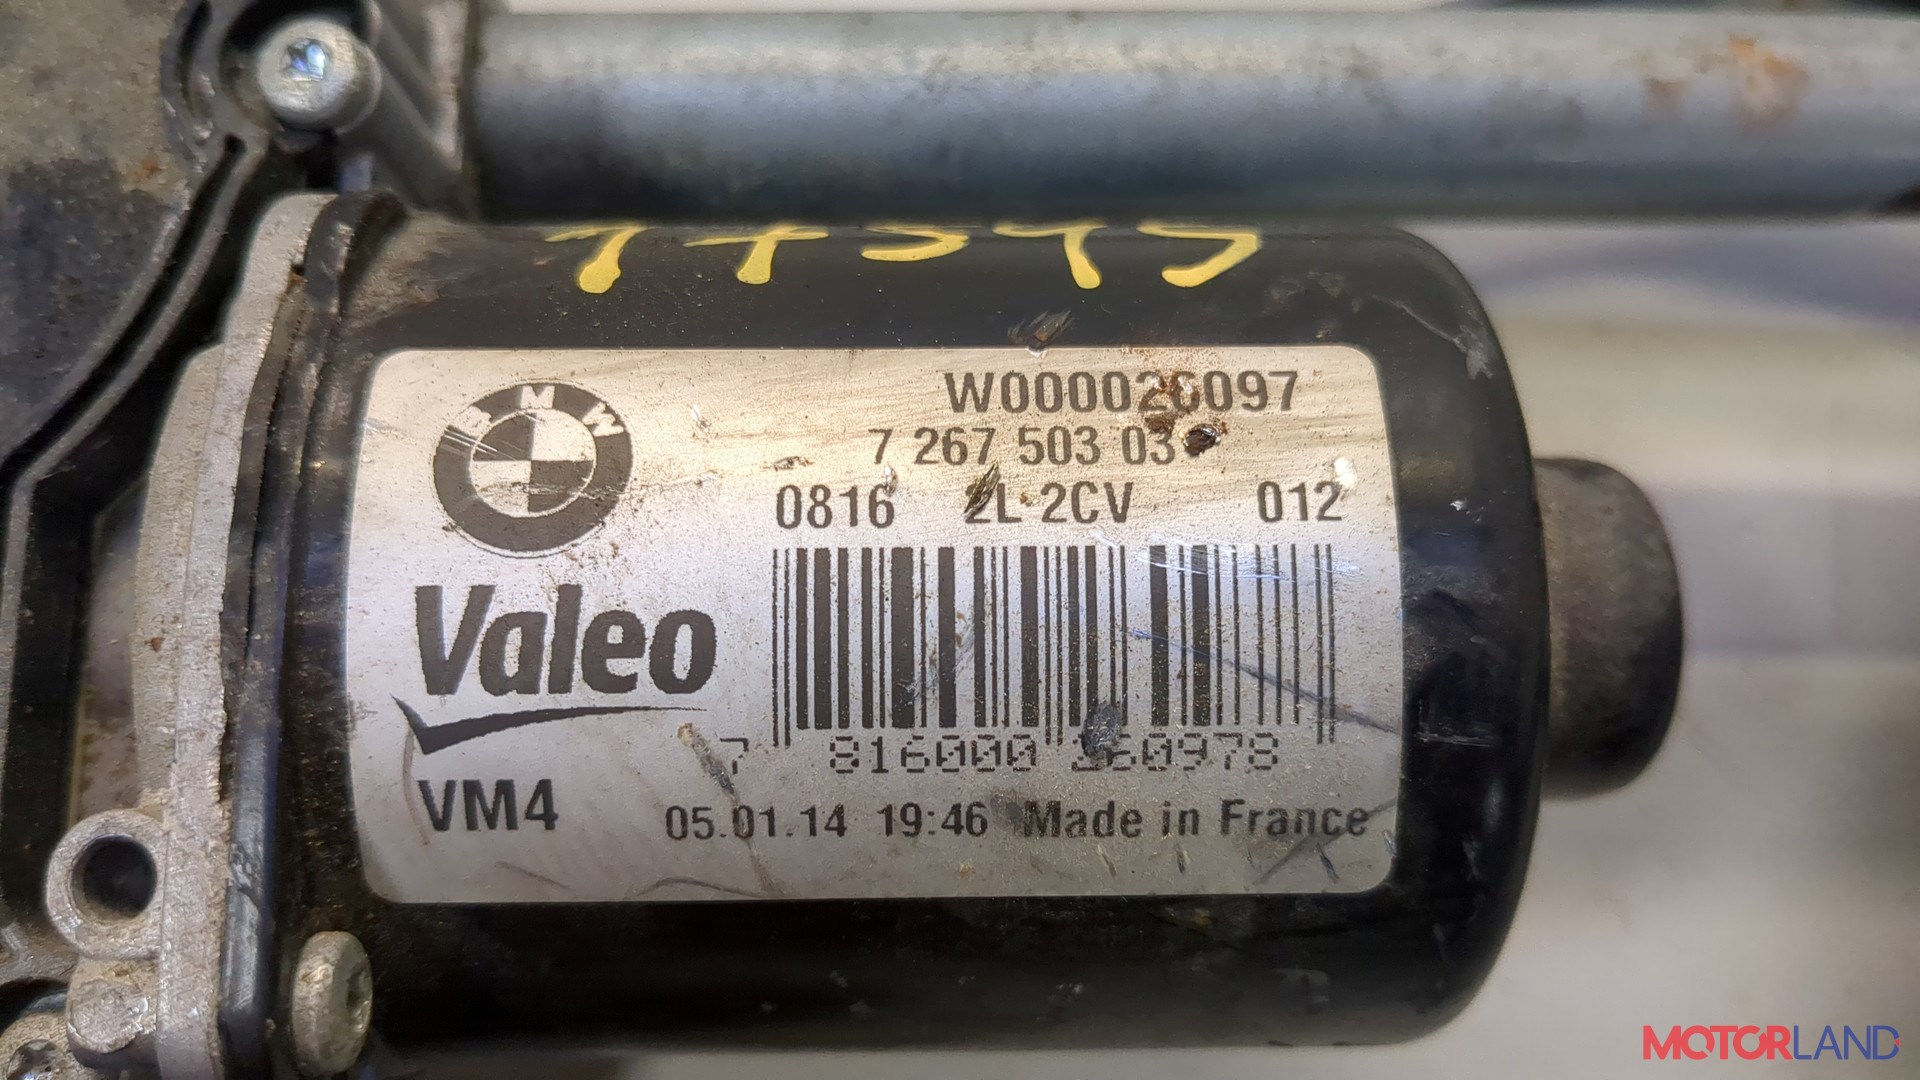 BMW
W000026097
7 267 503 03
0816 2L 2CV 012
Valeo
7 816000 260978
VM4
05.01.14 19:46 Made in France
MOTORLAND